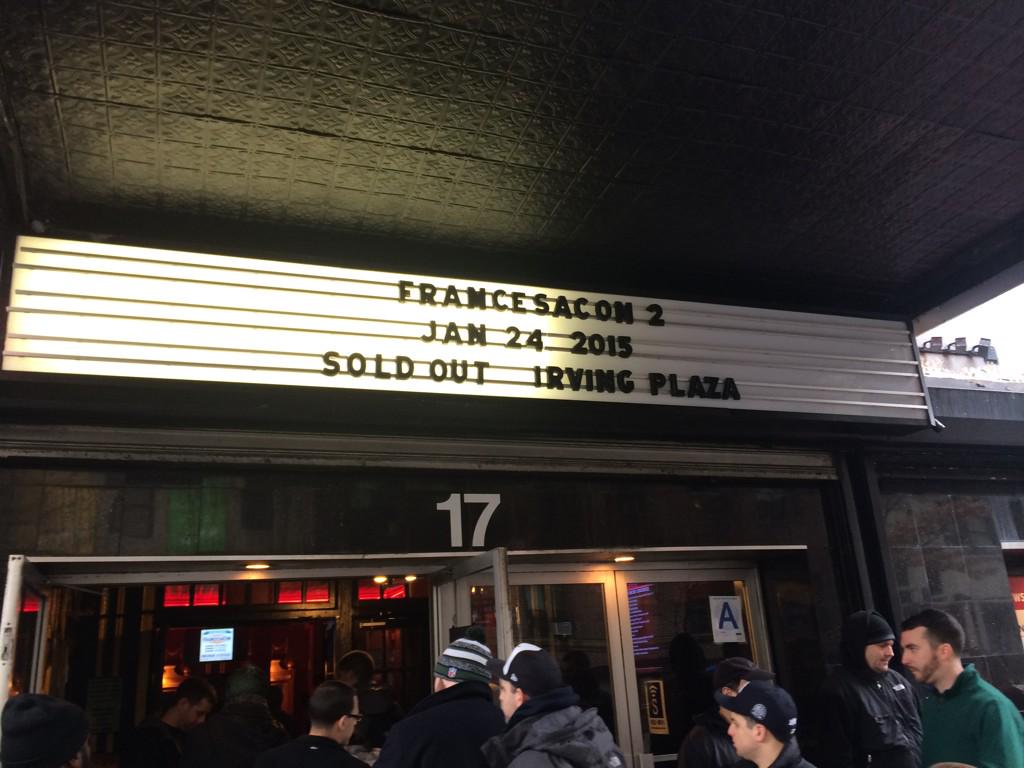 FRANCESACON 2
JAN 24 2015
SOLD OUT IRVING PLAZA
17
A